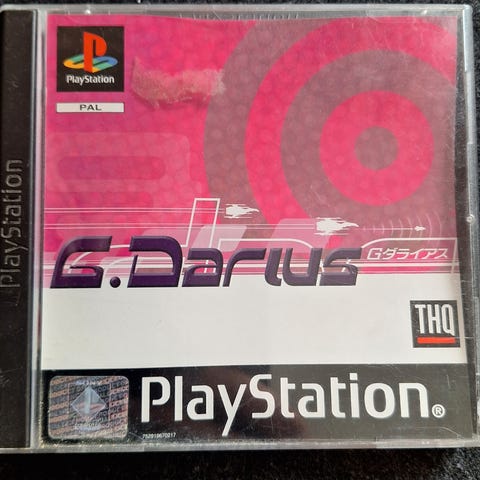 PlayStation
PlayStation
PAL
G.Darius
Gダライアス
THQ
PlayStation®